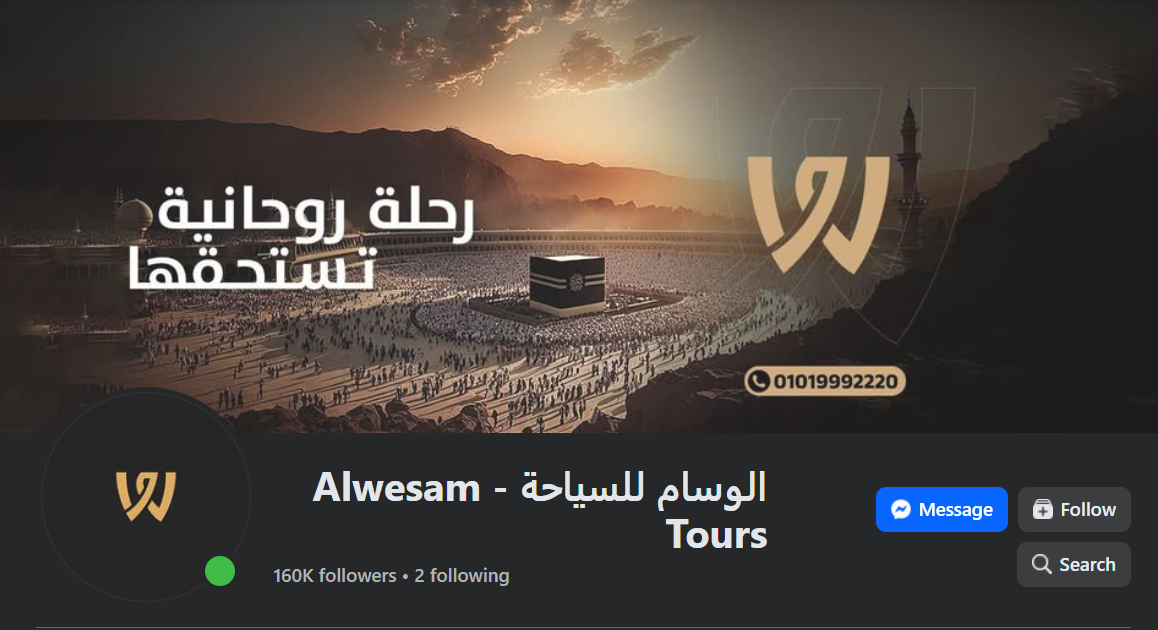 رحلة روحانية
تستحقها
01019992220
الوسام للسياحة - Alwesam
Tours
160K followers • 2 following
Message
Follow
Search